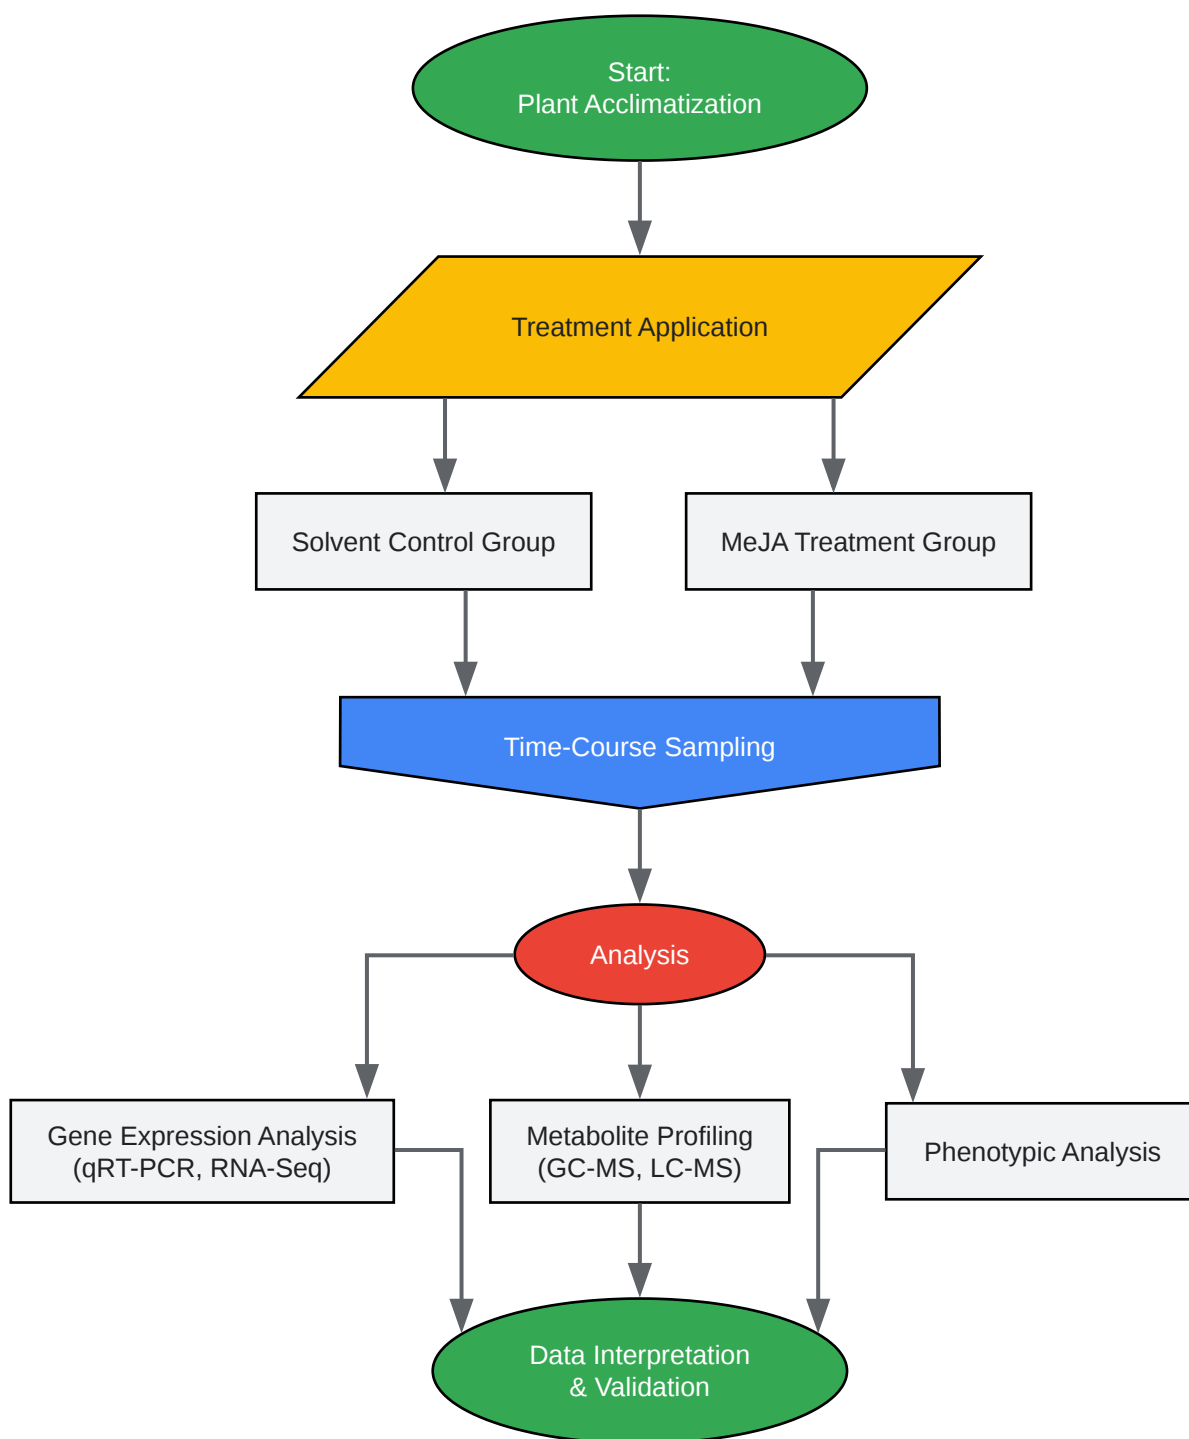 Start:
Plant Acclimatization
Treatment Application
Solvent Control Group
MeJA Treatment Group
Time-Course Sampling
Analysis
Gene Expression Analysis
(qRT-PCR, RNA-Seq)
Metabolite Profiling
(GC-MS, LC-MS)
Phenotypic Analysis
Data Interpretation
& Validation